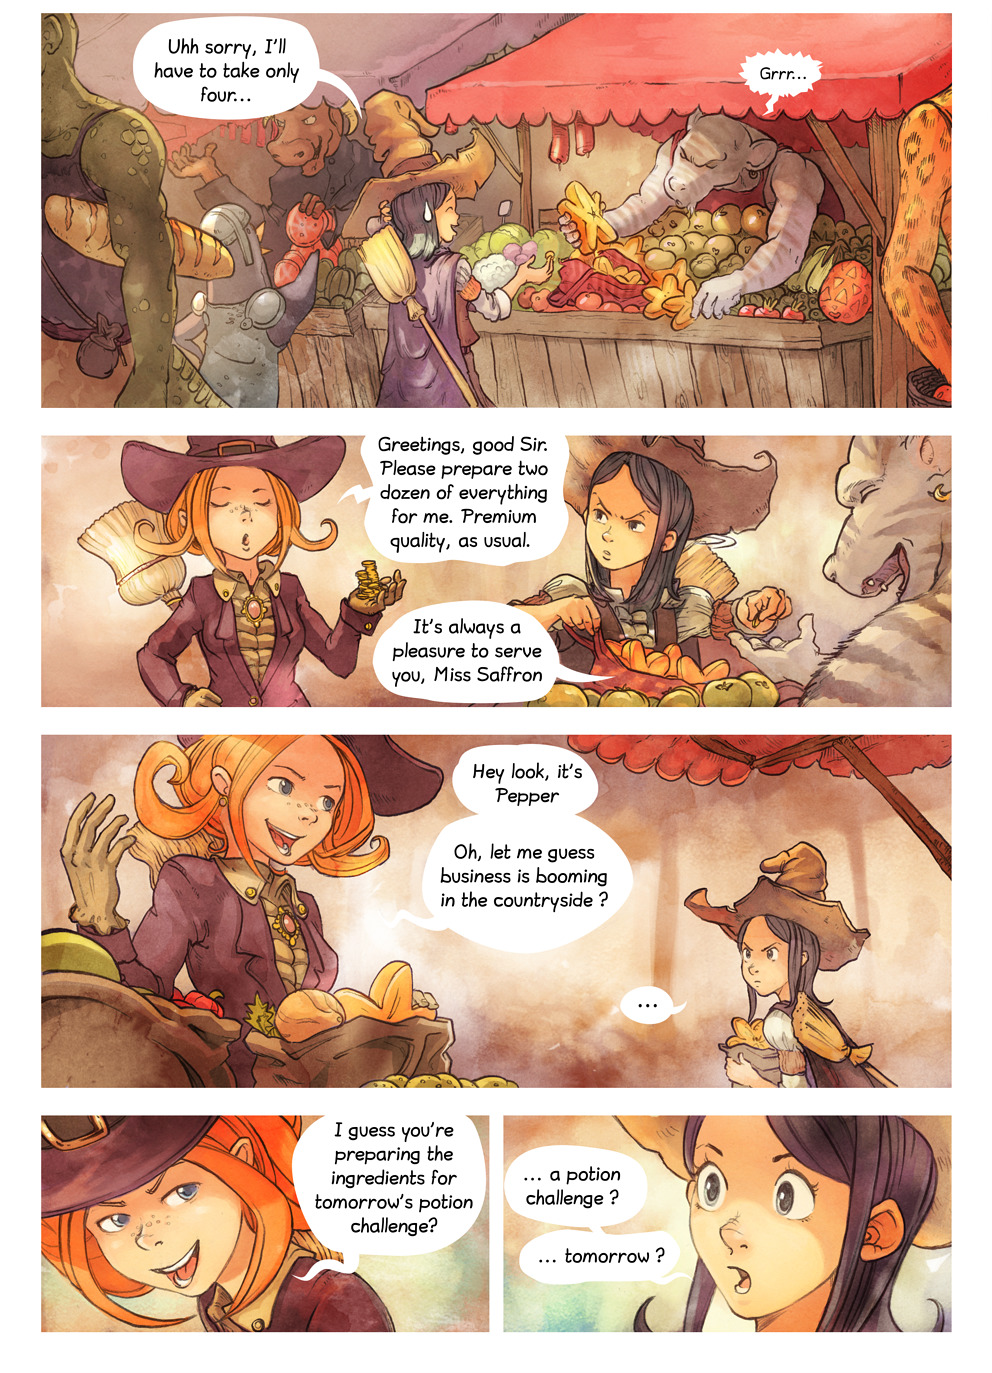 Uhh sorry, I'll
have to take only
four...
Grrr...
Greetings, good Sir.
Please prepare two
dozen of everything
for me. Premium
quality, as usual.
It's always a
pleasure to serve
you, Miss Saffron
Hey look, it's
Pepper
Oh, let me guess
business is booming
in the countryside ?
...
I guess you're
preparing the
ingredients for
tomorrow's potion
challenge?
... a potion
challenge ?
... tomorrow ?